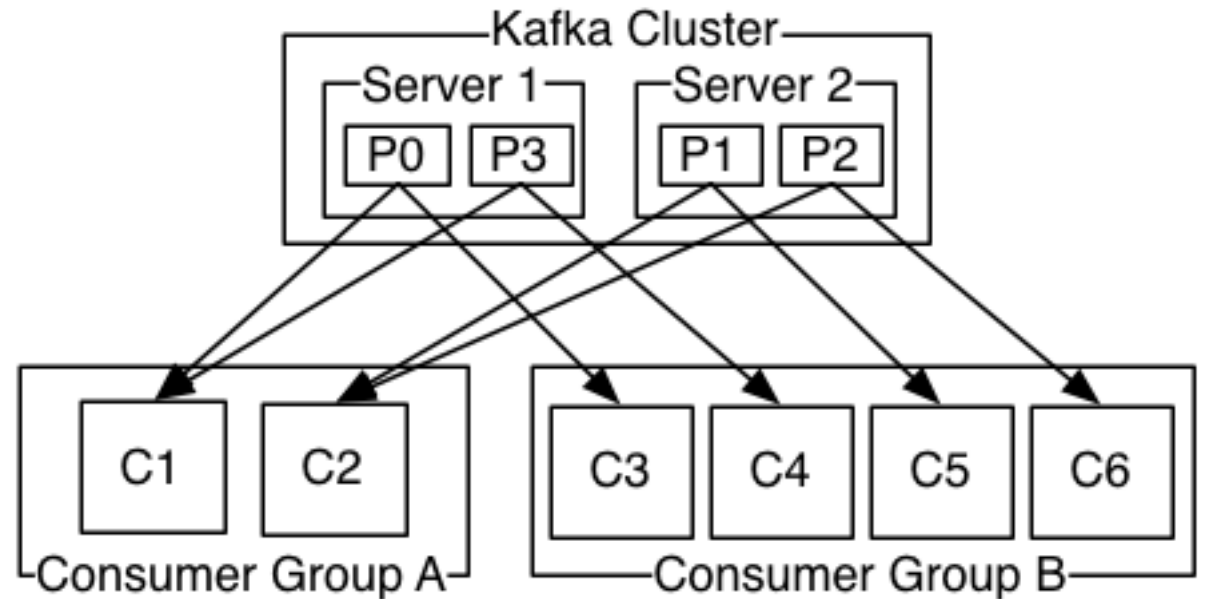 Kafka Cluster
Server 1 Server 2
P0 P3 P1 P2
C1 C2 C3 C4 C5 C6
Consumer Group A Consumer Group B